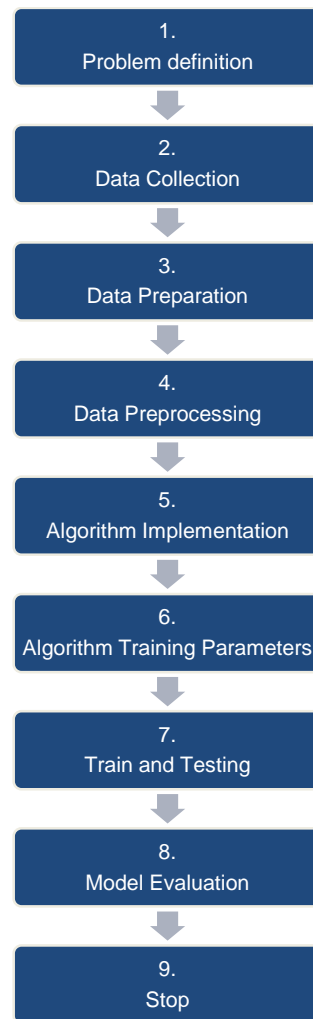 1.
Problem definition
2.
Data Collection
3.
Data Preparation
4.
Data Preprocessing
5.
Algorithm Implementation
6.
Algorithm Training Parameters
7.
Train and Testing
8.
Model Evaluation
9.
Stop